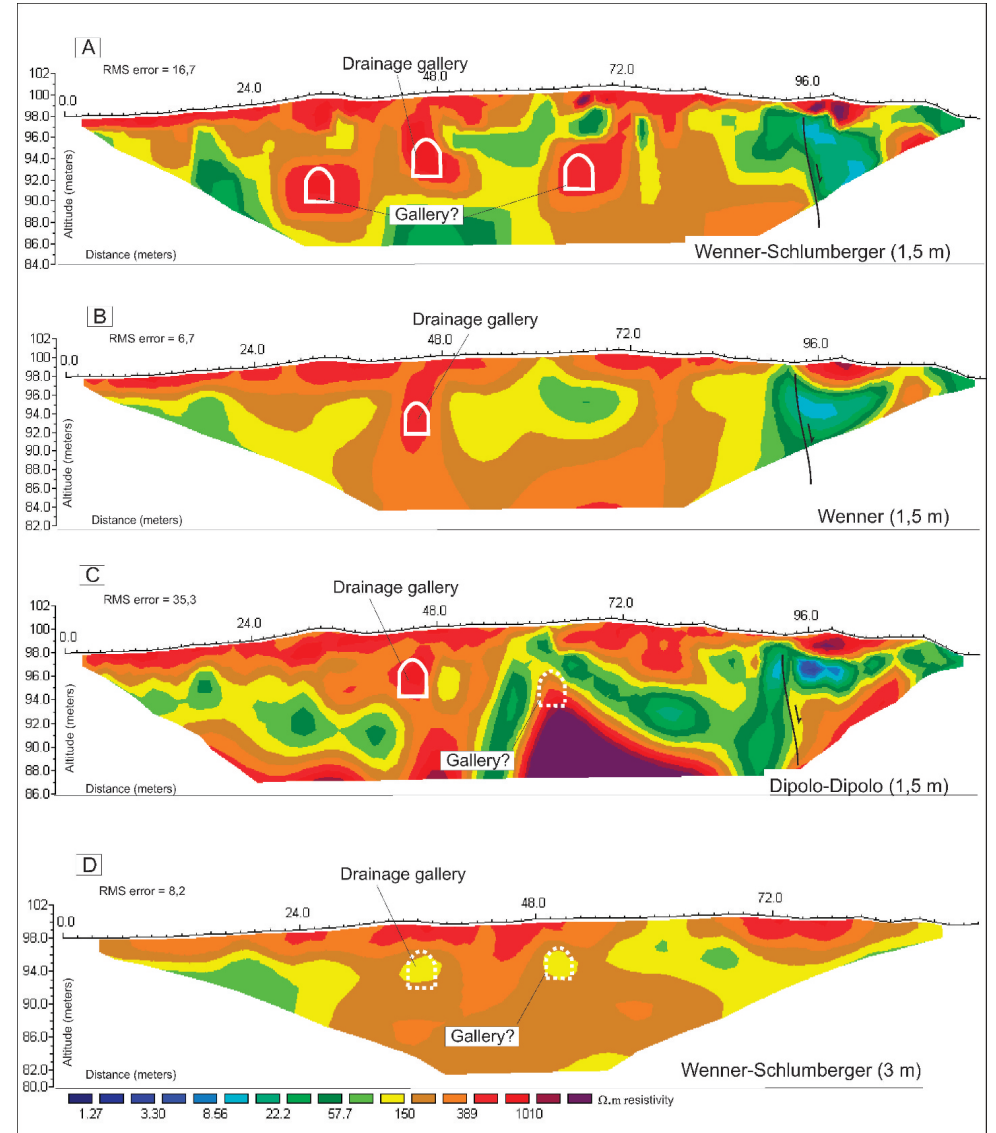 A
RMS error = 16,7
Drainage gallery
0.0 24.0 48.0 72.0 96.0
102
100
98.0
96.0
94.0
92.0
90.0
88.0
86.0
84.0
Altitude (meters)
Gallery?
Distance (meters)
Wenner-Schlumberger (1,5 m)
B
RMS error = 6,7
Drainage gallery
0.0 24.0 48.0 72.0 96.0
102
100
98.0
96.0
94.0
92.0
90.0
88.0
86.0
84.0
82.0
Altitude (meters)
Distance (meters)
Wenner (1,5 m)
C
RMS error = 35,3
Drainage gallery
0.0 24.0 48.0 72.0 96.0
102
100
98.0
96.0
94.0
92.0
90.0
88.0
86.0
Altitude (meters)
Gallery?
Distance (meters)
Dipolo-Dipolo (1,5 m)
D
RMS error = 8,2
Drainage gallery
0.0 24.0 48.0 72.0
102
98.0
94.0
90.0
86.0
82.0
80.0
Altitude (meters)
Gallery?
Distance (meters)
Wenner-Schlumberger (3 m)
Ω.m resistivity
1.27 3.30 8.56 22.2 57.7 150 389 1010